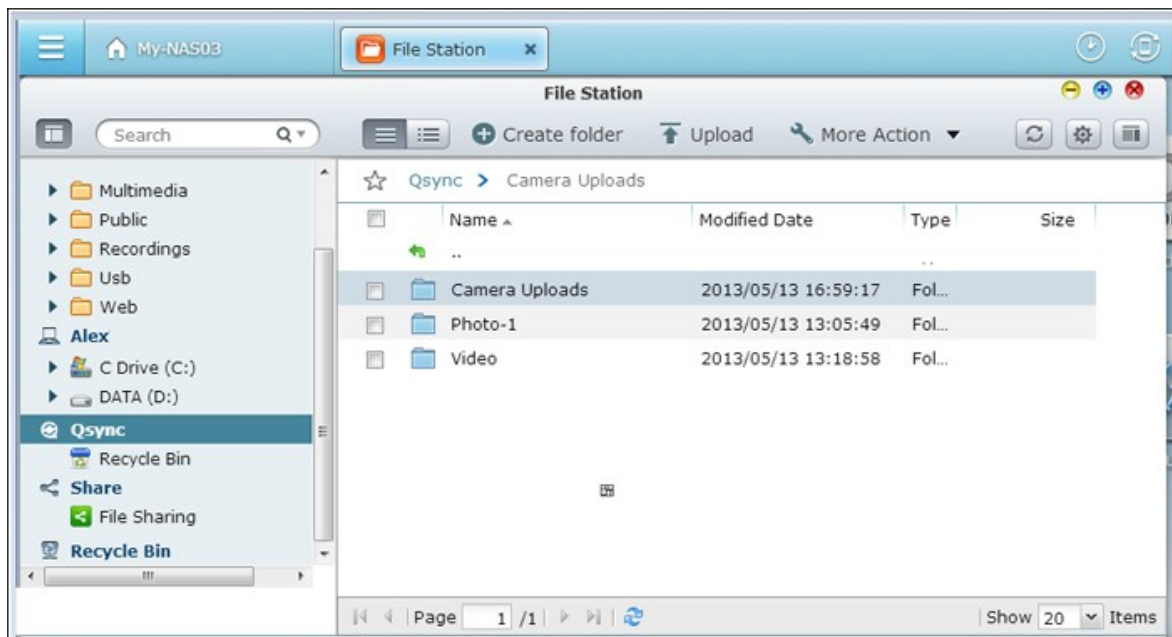 My-NAS03
File Station
File Station
Search
Create folder
Upload
More Action
Multimedia
Public
Recordings
Usb
Web
Alex
C Drive (C:)
DATA (D:)
Qsync
Recycle Bin
Share
File Sharing
Recycle Bin
Qsync > Camera Uploads
Name Modified Date Type Size
..
Camera Uploads 2013/05/13 16:59:17 Fol...
Photo-1 2013/05/13 13:05:49 Fol...
Video 2013/05/13 13:18:58 Fol...
Page 1 /1 Show 20 Items